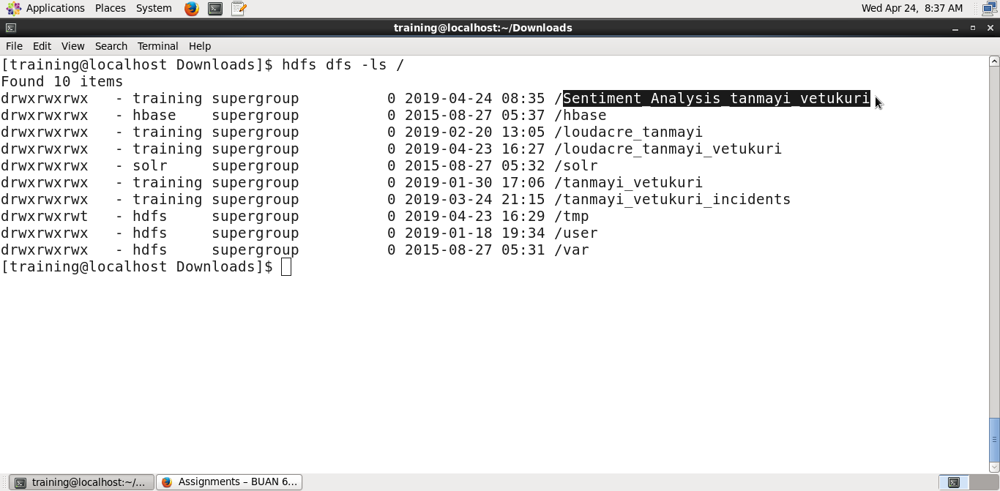 Applications Places System Wed Apr 24, 8:37 AM
training@localhost:~/Downloads
File Edit View Search Terminal Help
[training@localhost Downloads]$ hdfs dfs -ls /
Found 10 items
drwxrwxrwx   - training supergroup          0 2019-04-24 08:35 /Sentiment_Analysis_tanmayi_vetukuri
drwxrwxrwx   - hbase    supergroup          0 2015-08-27 05:37 /hbase
drwxrwxrwx   - training supergroup          0 2019-02-20 13:05 /loudacre_tanmayi
drwxrwxrwx   - training supergroup          0 2019-04-23 16:27 /loudacre_tanmayi_vetukuri
drwxrwxrwx   - solr     supergroup          0 2015-08-27 05:32 /solr
drwxrwxrwx   - training supergroup          0 2019-01-30 17:06 /tanmayi_vetukuri
drwxrwxrwx   - training supergroup          0 2019-03-24 21:15 /tanmayi_vetukuri_incidents
drwxrwxrwt   - hdfs     supergroup          0 2019-04-23 16:29 /tmp
drwxrwxrwx   - hdfs     supergroup          0 2019-01-18 19:34 /user
drwxrwxrwx   - hdfs     supergroup          0 2015-08-27 05:31 /var
[training@localhost Downloads]$
training@localhost:~/... Assignments – BUAN 6...